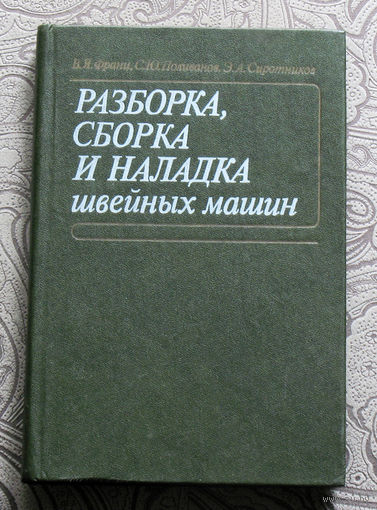 В.Я.Франц, С.Ю.Поливанов, Э.А.Сиротников
РАЗБОРКА,
СБОРКА
И НАЛАДКА
швейных машин